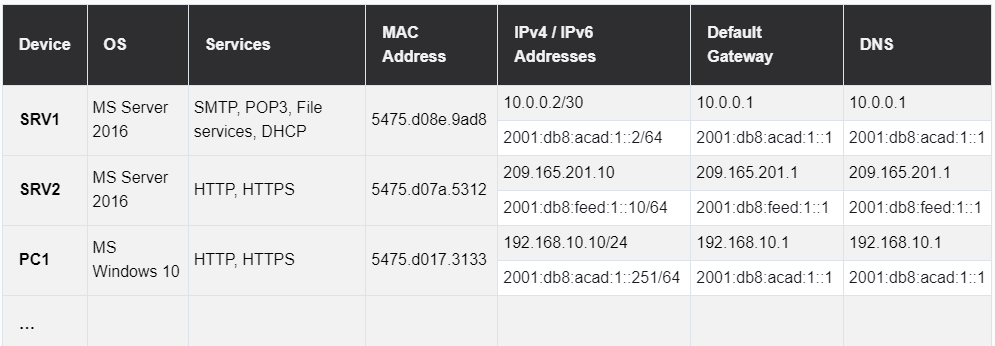 Device OS Services MAC Address IPv4 / IPv6 Addresses Default Gateway DNS
SRV1 MS Server 2016 SMTP, POP3, File services, DHCP 5475.d08e.9ad8 10.0.0.2/30 10.0.0.1 10.0.0.1
2001:db8:acad:1::2/64 2001:db8:acad:1::1 2001:db8:acad:1::1
SRV2 MS Server 2016 HTTP, HTTPS 5475.d07a.5312 209.165.201.10 209.165.201.1 209.165.201.1
2001:db8:feed:1::10/64 2001:db8:feed:1::1 2001:db8:feed:1::1
PC1 MS Windows 10 HTTP, HTTPS 5475.d017.3133 192.168.10.10/24 192.168.10.1 192.168.10.1
2001:db8:acad:1::251/64 2001:db8:acad:1::1 2001:db8:acad:1::1
...